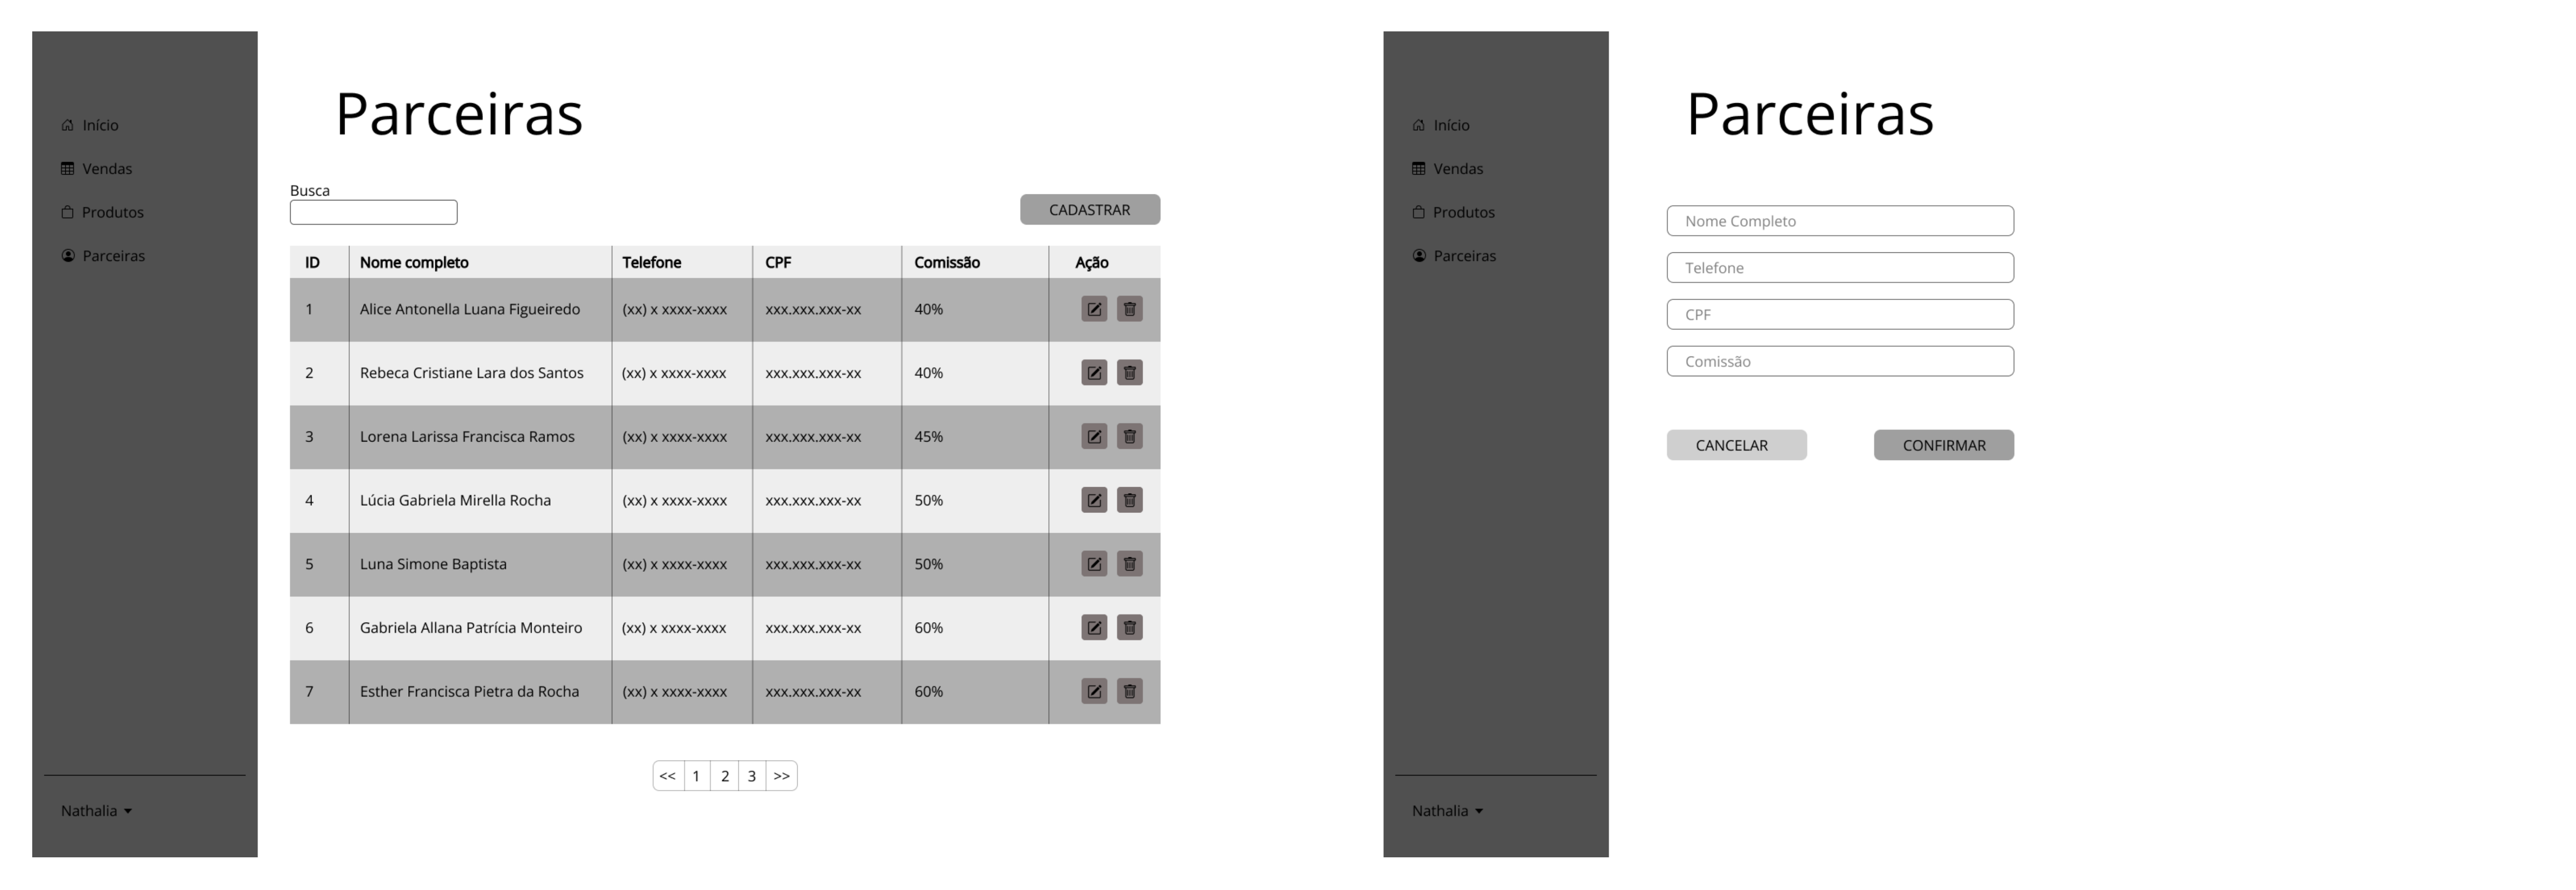 Início
Vendas
Produtos
Parceiras
Nathalia
Parceiras
Busca
CADASTRAR
ID Nome completo Telefone CPF Comissão Ação
1 Alice Antonella Luana Figueiredo (xx) x xxxx-xxxx xxx.xxx.xxx-xx 40%
2 Rebeca Cristiane Lara dos Santos (xx) x xxxx-xxxx xxx.xxx.xxx-xx 40%
3 Lorena Larissa Francisca Ramos (xx) x xxxx-xxxx xxx.xxx.xxx-xx 45%
4 Lúcia Gabriela Mirella Rocha (xx) x xxxx-xxxx xxx.xxx.xxx-xx 50%
5 Luna Simone Baptista (xx) x xxxx-xxxx xxx.xxx.xxx-xx 50%
6 Gabriela Allana Patrícia Monteiro (xx) x xxxx-xxxx xxx.xxx.xxx-xx 60%
7 Esther Francisca Pietra da Rocha (xx) x xxxx-xxxx xxx.xxx.xxx-xx 60%
<< 1 2 3 >>
Início
Vendas
Produtos
Parceiras
Nathalia
Parceiras
Nome Completo
Telefone
CPF
Comissão
CANCELAR CONFIRMAR